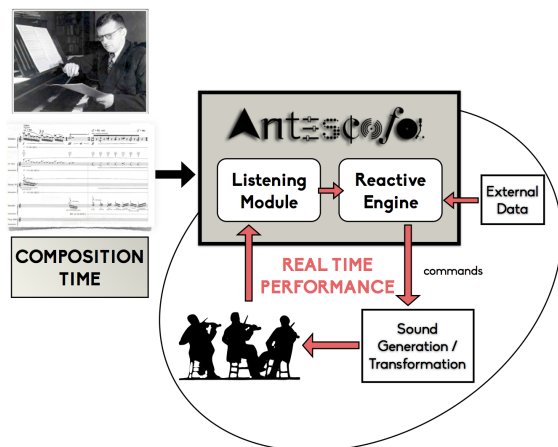 Antescofo
Listening
Module
Reactive
Engine
External
Data
COMPOSITION
TIME
REAL TIME
PERFORMANCE
commands
Sound
Generation /
Transformation